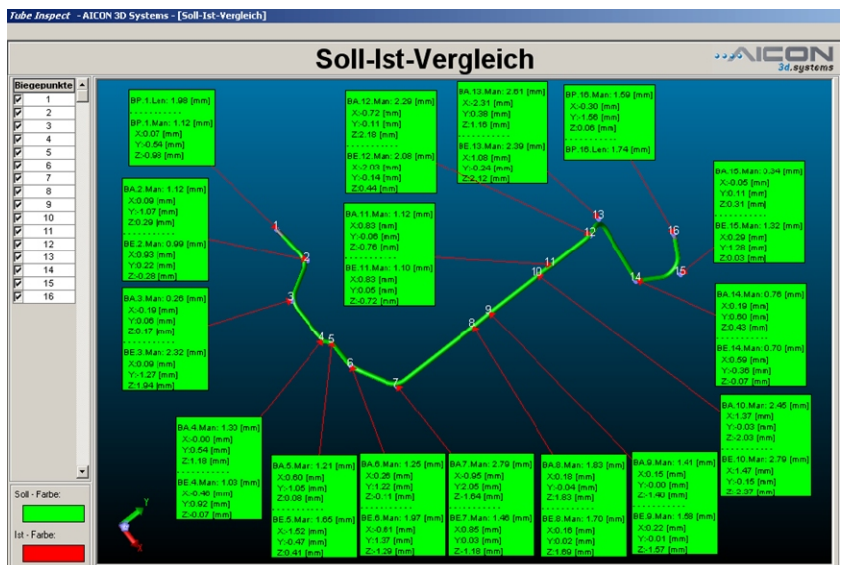 Tube Inspect - AICON 3D Systems - [Soll-Ist-Vergleich]
Soll-Ist-Vergleich
AICON
3d.systems
Biegepunkte
1
2
3
4
5
6
7
8
9
10
11
12
13
14
15
16
Soll - Farbe:
Ist - Farbe:
BP.1.Len: 1.98 [mm]
BP.1.Man: 1.12 [mm]
X:0.07 [mm]
Y:-0.54 [mm]
Z:-0.98 [mm]
BA.2.Man: 1.12 [mm]
X:0.09 [mm]
Y:-1.07 [mm]
Z:0.29 [mm]
BE.2.Man: 0.99 [mm]
X:0.93 [mm]
Y:0.22 [mm]
Z:-0.28 [mm]
BA.3.Man: 0.26 [mm]
X:-0.19 [mm]
Y:0.06 [mm]
Z:0.17 [mm]
BE.3.Man: 2.32 [mm]
X:0.09 [mm]
Y:-1.27 [mm]
Z:1.94 [mm]
BA.4.Man: 1.30 [mm]
X:-0.00 [mm]
Y:0.54 [mm]
Z:1.18 [mm]
BE.4.Man: 1.03 [mm]
X:-0.46 [mm]
Y:0.92 [mm]
Z:-0.07 [mm]
BA.5.Man: 1.21 [mm]
X:0.60 [mm]
Y:-1.05 [mm]
Z:0.08 [mm]
BE.5.Man: 1.65 [mm]
X:-1.52 [mm]
Y:-0.47 [mm]
Z:0.41 [mm]
BA.6.Man: 1.25 [mm]
X:0.26 [mm]
Y:1.22 [mm]
Z:-0.11 [mm]
BE.6.Man: 1.97 [mm]
X:-0.61 [mm]
Y:1.37 [mm]
Z:-1.29 [mm]
BA.7.Man: 2.79 [mm]
X:-0.95 [mm]
Y:2.05 [mm]
Z:-1.64 [mm]
BE.7.Man: 1.46 [mm]
X:0.85 [mm]
Y:0.03 [mm]
Z:-1.18 [mm]
BA.8.Man: 1.83 [mm]
X:0.18 [mm]
Y:-0.04 [mm]
Z:1.83 [mm]
BE.8.Man: 1.70 [mm]
X:0.16 [mm]
Y:0.02 [mm]
Z:1.69 [mm]
BA.9.Man: 1.41 [mm]
X:0.15 [mm]
Y:-0.00 [mm]
Z:-1.40 [mm]
BE.9.Man: 1.58 [mm]
X:0.22 [mm]
Y:-0.01 [mm]
Z:-1.57 [mm]
BA.10.Man: 2.45 [mm]
X:1.37 [mm]
Y:-0.03 [mm]
Z:-2.03 [mm]
BE.10.Man: 2.79 [mm]
X:1.47 [mm]
Y:-0.15 [mm]
Z:-2.37 [mm]
BA.11.Man: 1.12 [mm]
X:0.83 [mm]
Y:-0.06 [mm]
Z:-0.76 [mm]
BE.11.Man: 1.10 [mm]
X:0.83 [mm]
Y:0.05 [mm]
Z:-0.72 [mm]
BA.12.Man: 2.29 [mm]
X:-0.72 [mm]
Y:-0.11 [mm]
Z:2.18 [mm]
BE.12.Man: 2.08 [mm]
X:-2.03 [mm]
Y:-0.14 [mm]
Z:0.44 [mm]
BA.13.Man: 2.61 [mm]
X:-2.31 [mm]
Y:0.38 [mm]
Z:1.16 [mm]
BE.13.Man: 2.39 [mm]
X:1.08 [mm]
Y:-0.24 [mm]
Z:2.12 [mm]
BP.16.Man: 1.59 [mm]
X:-0.30 [mm]
Y:-1.56 [mm]
Z:0.06 [mm]
BP.16.Len: 1.74 [mm]
BA.15.Man: 0.34 [mm]
X:-0.05 [mm]
Y:0.11 [mm]
Z:0.31 [mm]
BE.15.Man: 1.32 [mm]
X:0.29 [mm]
Y:1.28 [mm]
Z:0.03 [mm]
BA.14.Man: 0.76 [mm]
X:0.19 [mm]
Y:0.60 [mm]
Z:0.43 [mm]
BE.14.Man: 0.70 [mm]
X:0.59 [mm]
Y:-0.36 [mm]
Z:-0.07 [mm]
1
2
3
4
5
6
7
8
9
10
11
12
13
14
15
16
Y
X